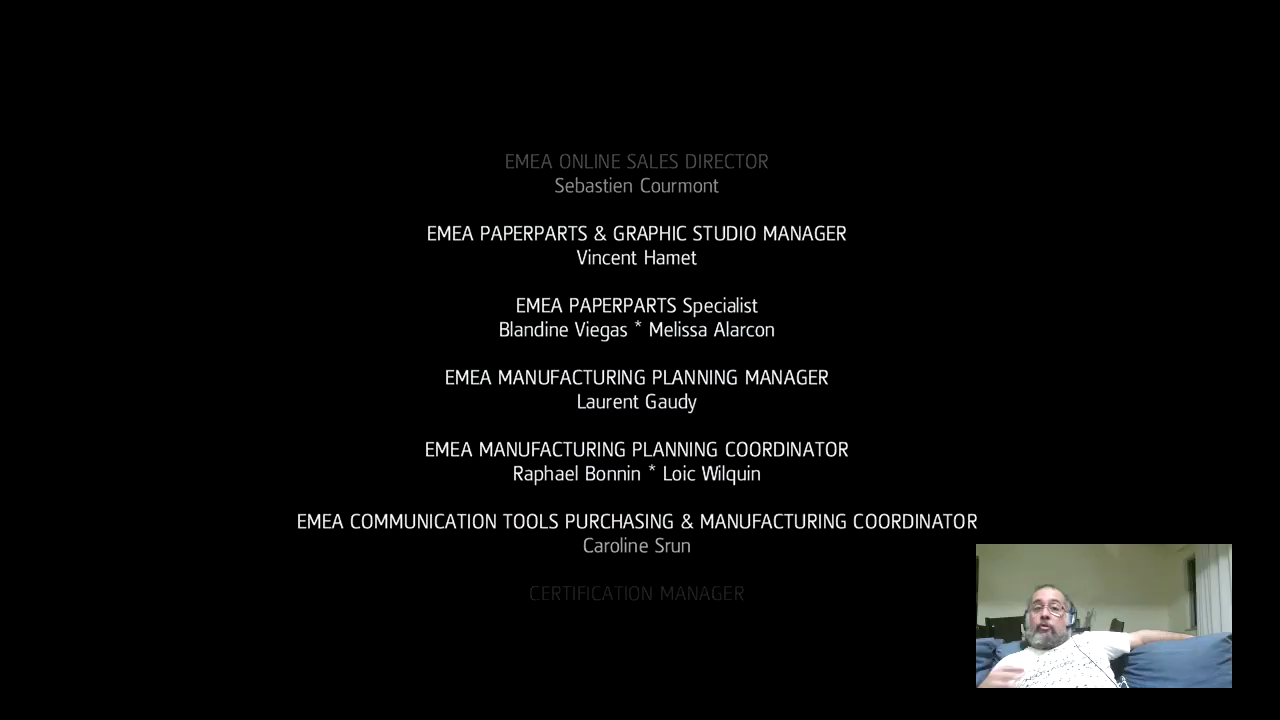 EMEA ONLINE SALES DIRECTOR
Sebastien Courmont
EMEA PAPERPARTS & GRAPHIC STUDIO MANAGER
Vincent Hamet
EMEA PAPERPARTS Specialist
Blandine Viegas * Melissa Alarcon
EMEA MANUFACTURING PLANNING MANAGER
Laurent Gaudy
EMEA MANUFACTURING PLANNING COORDINATOR
Raphael Bonnin * Loic Wilquin
EMEA COMMUNICATION TOOLS PURCHASING & MANUFACTURING COORDINATOR
Caroline Srun
CERTIFICATION MANAGER